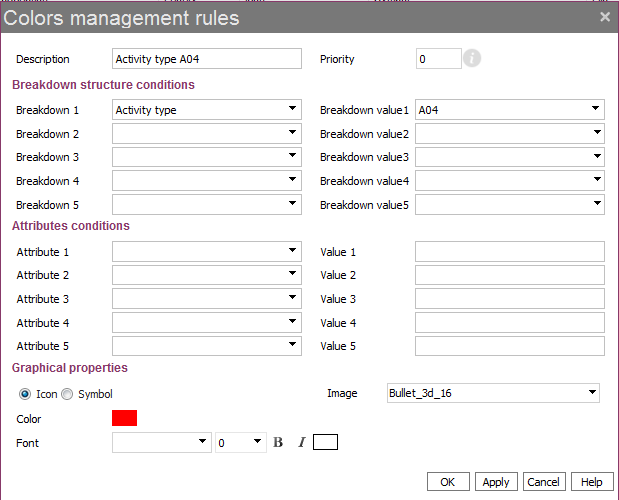 Colors management rules ×
Description Activity type A04 Priority 0 i
Breakdown structure conditions
Breakdown 1 Activity type Breakdown value1 A04
Breakdown 2 Breakdown value2
Breakdown 3 Breakdown value3
Breakdown 4 Breakdown value4
Breakdown 5 Breakdown value5
Attributes conditions
Attribute 1 Value 1
Attribute 2 Value 2
Attribute 3 Value 3
Attribute 4 Value 4
Attribute 5 Value 5
Graphical properties
Icon Symbol Image Bullet_3d_16
Color
Font 0 B I
OK Apply Cancel Help